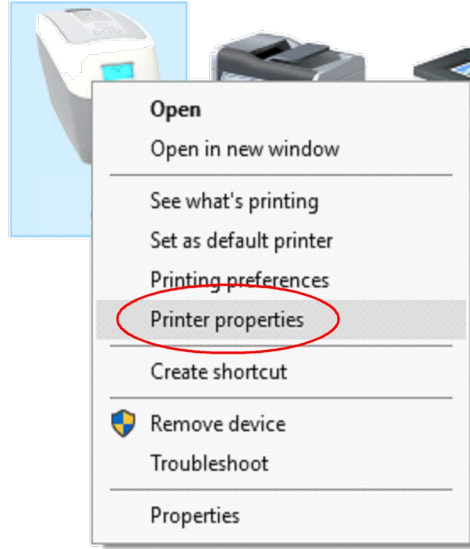 Open
Open in new window
See what's printing
Set as default printer
Printing preferences
Printer properties
Create shortcut
Remove device
Troubleshoot
Properties